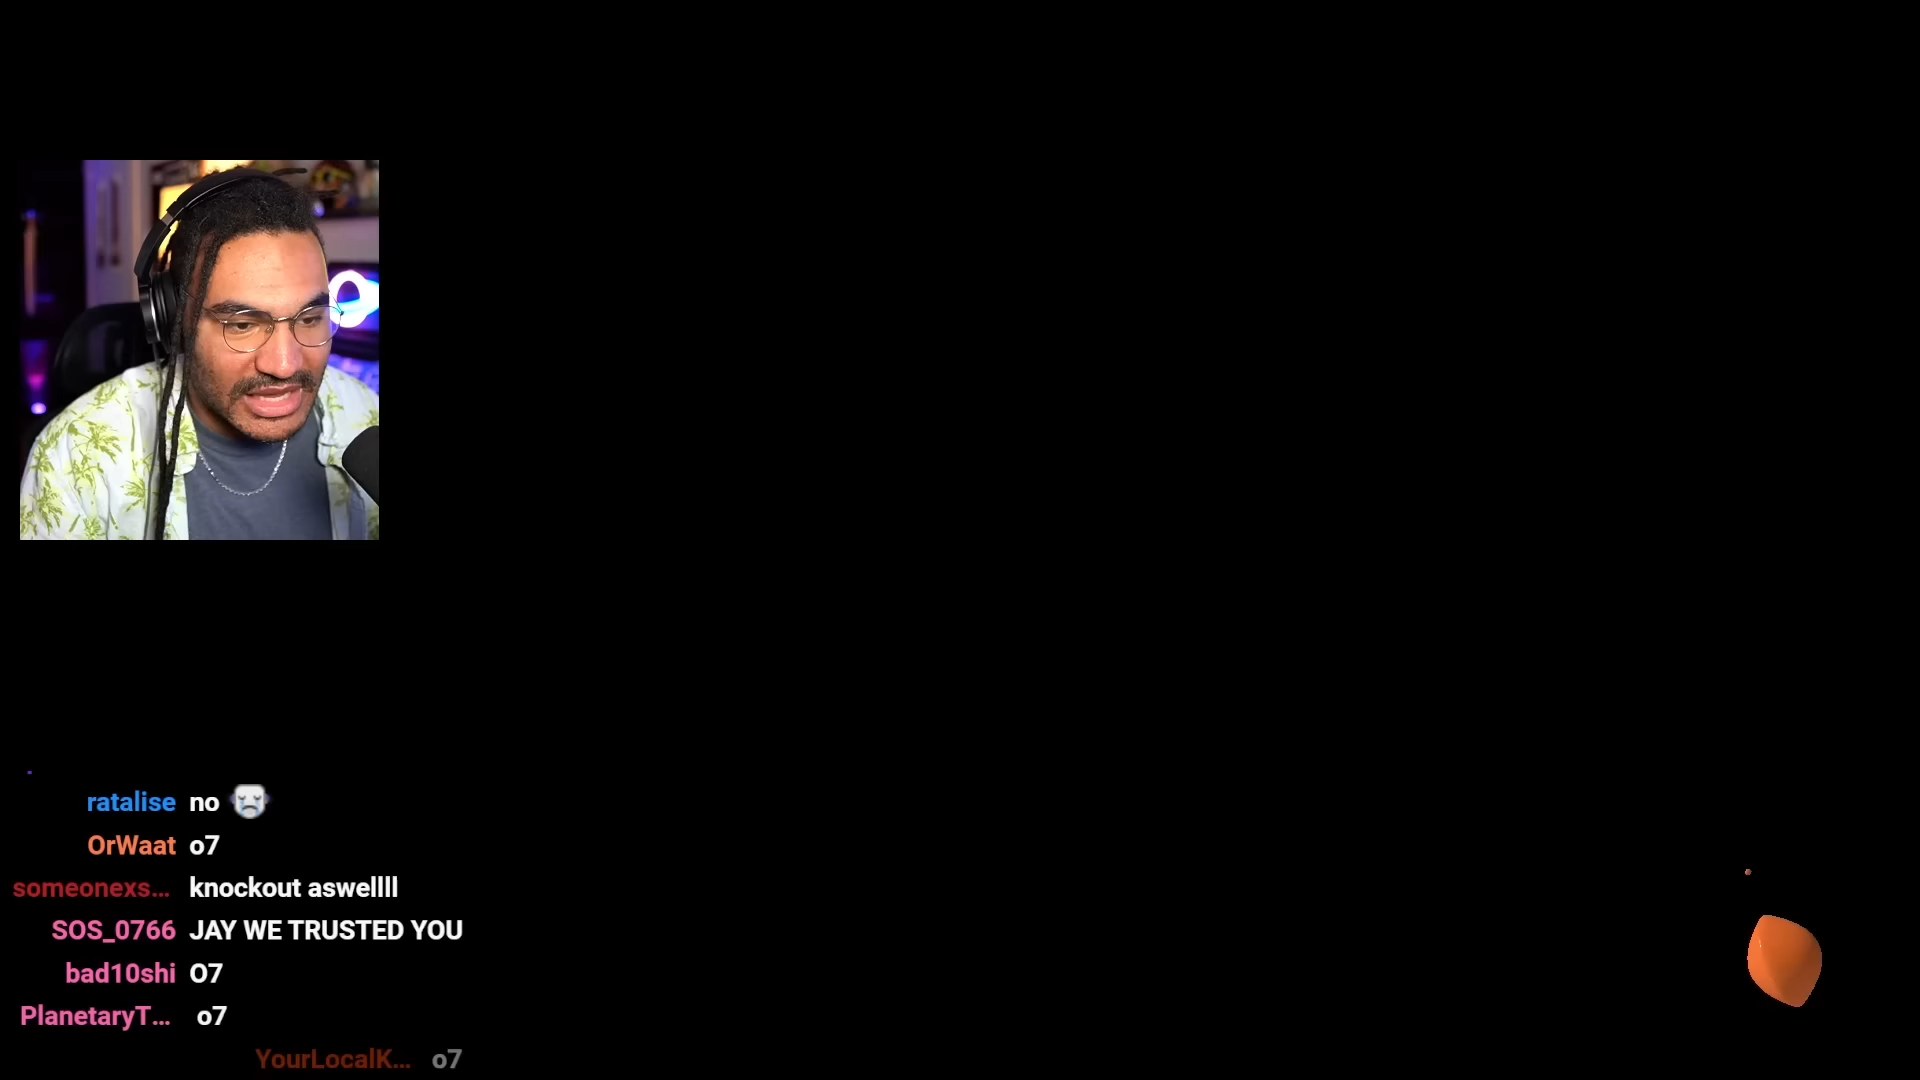 ratalise no
OrWaat o7
someonexs... knockout aswellll
SOS_0766 JAY WE TRUSTED YOU
bad10shi O7
PlanetaryT... o7
YourLocalK... o7